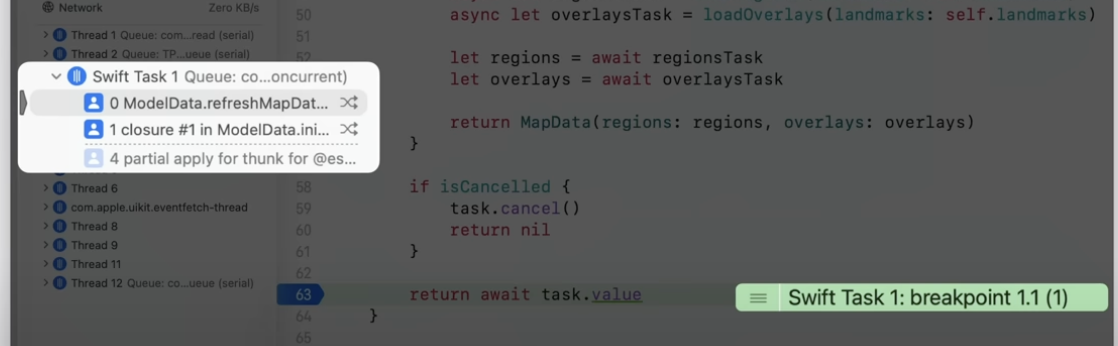 Network Zero KB/s
Thread 1 Queue: com...read (serial)
Thread 2 Queue: TP...ueue (serial)
Swift Task 1 Queue: co...oncurrent)
0 ModelData.refreshMapDat...
1 closure #1 in ModelData.ini...
4 partial apply for thunk for @es...
Thread 6
com.apple.uikit.eventfetch-thread
Thread 8
Thread 9
Thread 11
Thread 12 Queue: co...ueue (serial)
50 async let overlaysTask = loadOverlays(landmarks: self.landmarks)
51
52
let regions = await regionsTask
let overlays = await overlaysTask
return MapData(regions: regions, overlays: overlays)
}
58 if isCancelled {
59 task.cancel()
60 return nil
61 }
62
63 return await task.value
Swift Task 1: breakpoint 1.1 (1)
64 }
65